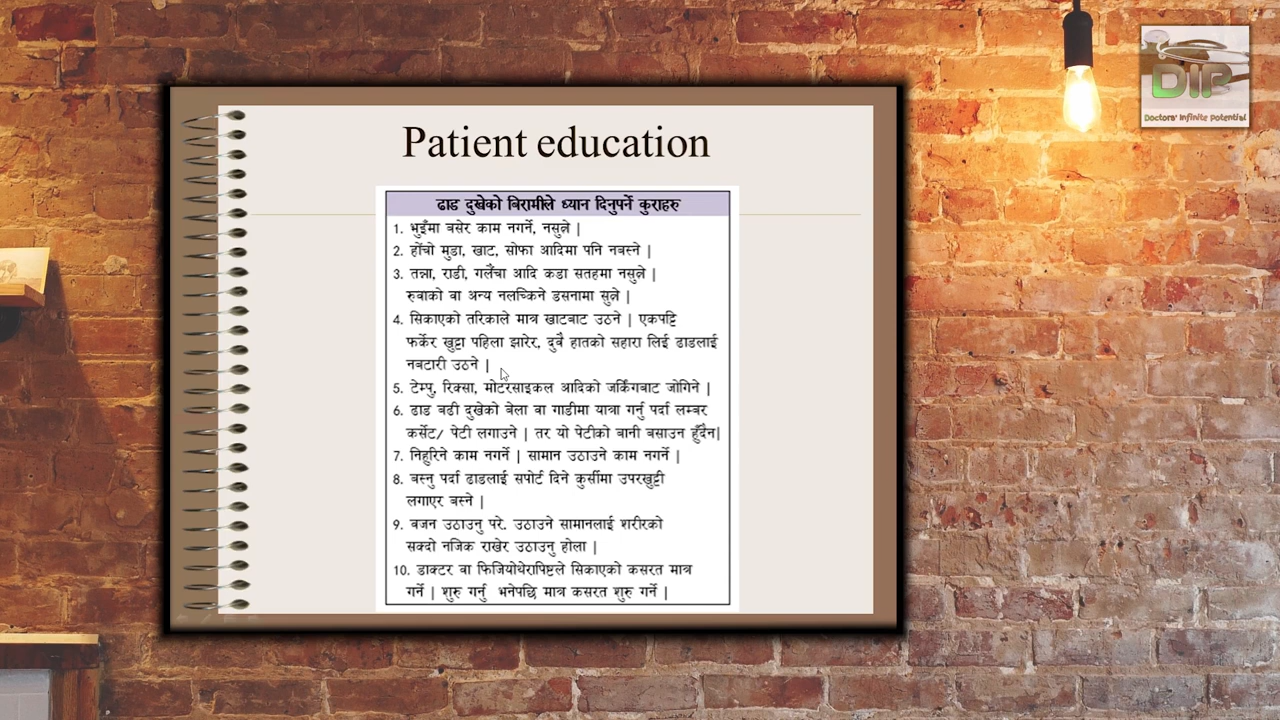 DIP
Doctors' Infinite Potential
Patient education
ढाड दुखेको बिरामीले ध्यान दिनुपर्ने कुराहरु
1. भुइँमा बसेर काम नगर्ने, नसुत्ने |
2. होंचो मुडा, खाट, सोफा आदिमा पनि नबस्ने |
3. तन्ना, राडी, गलैंचा आदि कडा सतहमा नसुत्ने |
रुवाको वा अन्य नलच्किने डसनामा सुत्ने |
4. सिकाएको तरिकाले मात्र खाटबाट उठने | एकपट्टि
फर्केर खुट्टा पहिला झारेर, दुवै हातको सहारा लिई ढाडलाई
नबटारी उठने |
5. टेम्पु, रिक्सा, मोटरसाइकल आदिको जर्किंगबाट जोगिने |
6. ढाड बढी दुखेको बेला वा गाडीमा यात्रा गर्नु पर्दा लम्बर
कर्सेट/ पेटी लगाउने | तर यो पेटीको बानी बसाउन हुँदैन|
7. निहुरिने काम नगर्ने | सामान उठाउने काम नगर्ने |
8. बस्नु पर्दा ढाडलाई सपोर्ट दिने कुर्सीमा उपरखुट्टी
लगाएर बस्ने |
9. वजन उठाउनु परे. उठाउने सामानलाई शरीरको
सक्दो नजिक राखेर उठाउनु होला |
10. डाक्टर वा फिजियोथेरापिष्टले सिकाएको कसरत मात्र
गर्ने | शुरु गर्नु भनेपछि मात्र कसरत शुरु गर्ने |